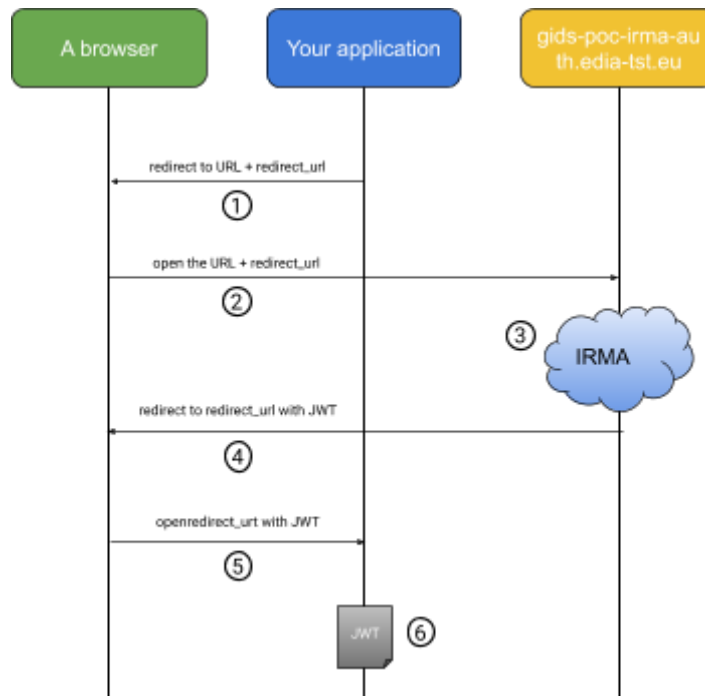 A browser
Your application
gids-poc-irma-au
th.edia-tst.eu
redirect to URL + redirect_url
1
open the URL + redirect_url
2
3
IRMA
redirect to redirect_url with JWT
4
openredirect_urt with JWT
5
JWT
6